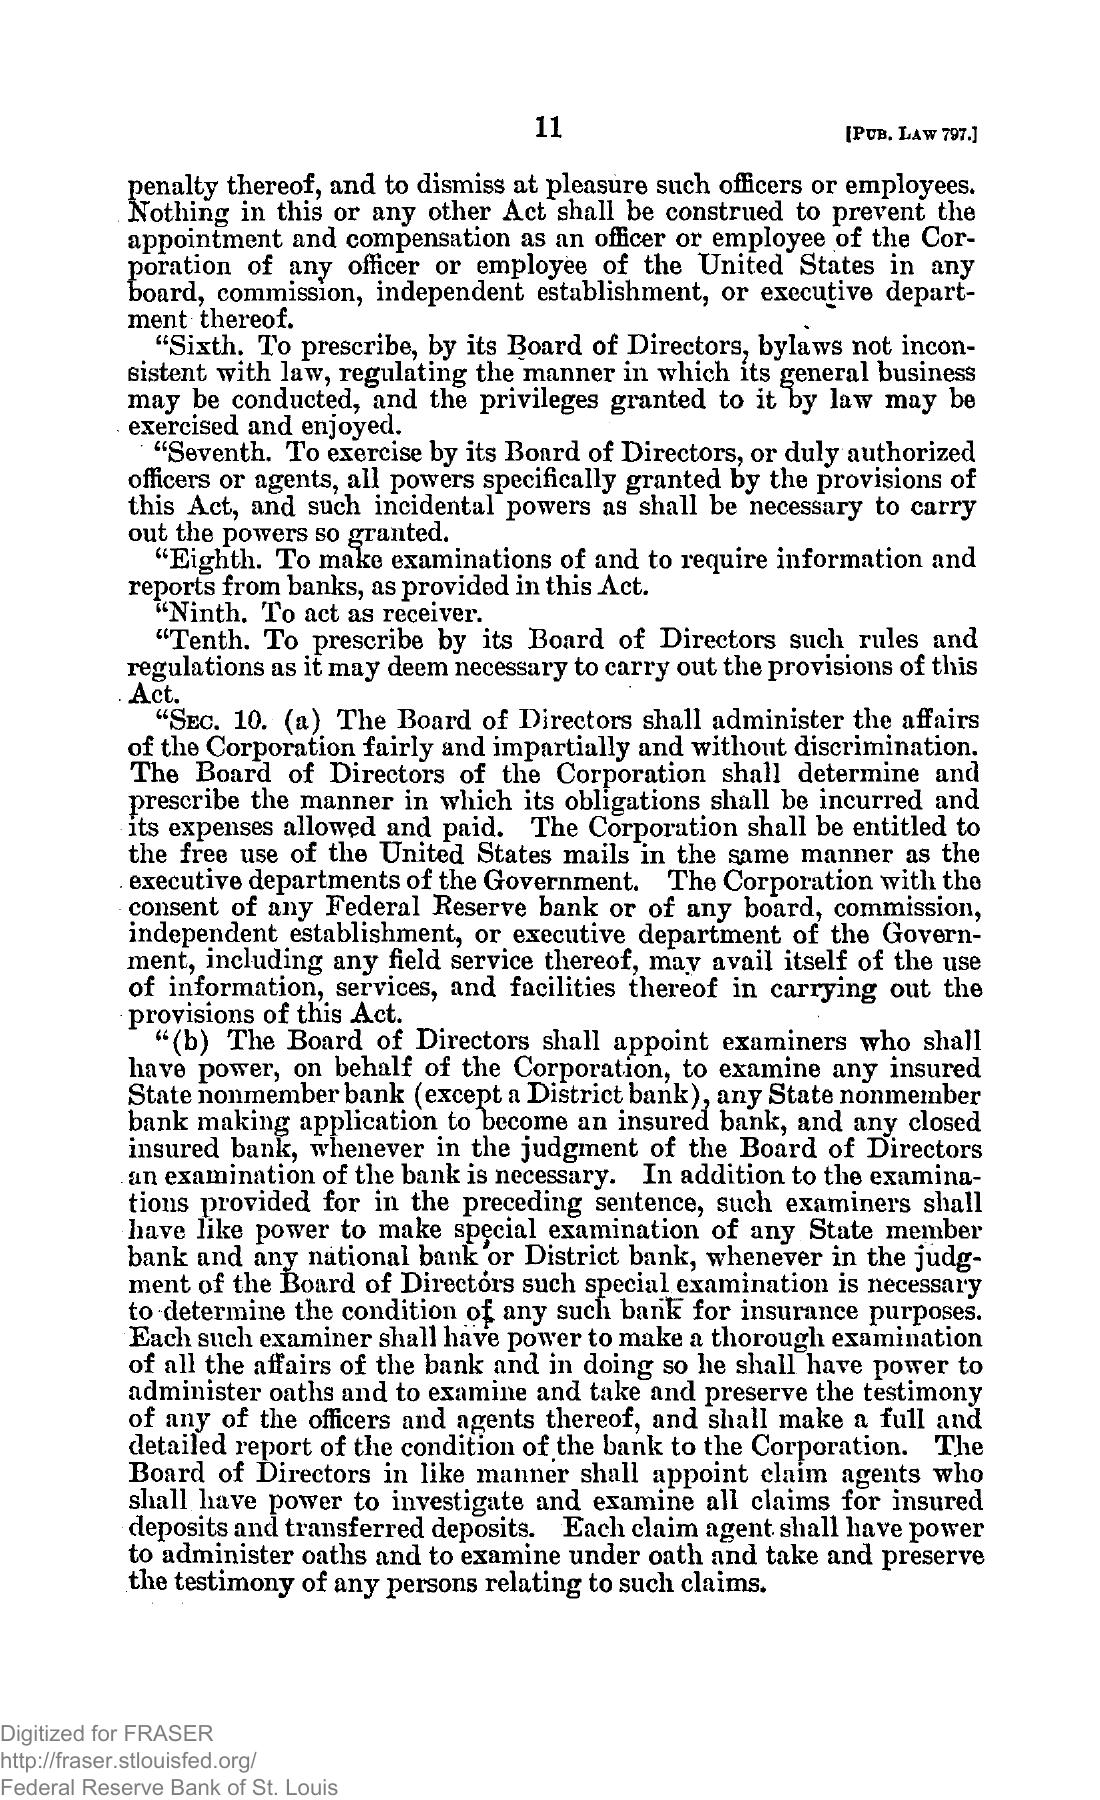 11 [PUB. LAW 797.]
penalty thereof, and to dismiss at pleasure such officers or employees.
Nothing in this or any other Act shall be construed to prevent the
appointment and compensation as an officer or employee of the Cor-
poration of any officer or employee of the United States in any
board, commission, independent establishment, or executive depart-
ment thereof.
“Sixth. To prescribe, by its Board of Directors, bylaws not incon-
sistent with law, regulating the manner in which its general business
may be conducted, and the privileges granted to it by law may be
exercised and enjoyed.
“Seventh. To exercise by its Board of Directors, or duly authorized
officers or agents, all powers specifically granted by the provisions of
this Act, and such incidental powers as shall be necessary to carry
out the powers so granted.
“Eighth. To make examinations of and to require information and
reports from banks, as provided in this Act.
“Ninth. To act as receiver.
“Tenth. To prescribe by its Board of Directors such rules and
regulations as it may deem necessary to carry out the provisions of this
Act.
“SEC. 10. (a) The Board of Directors shall administer the affairs
of the Corporation fairly and impartially and without discrimination.
The Board of Directors of the Corporation shall determine and
prescribe the manner in which its obligations shall be incurred and
its expenses allowed and paid. The Corporation shall be entitled to
the free use of the United States mails in the same manner as the
executive departments of the Government. The Corporation with the
consent of any Federal Reserve bank or of any board, commission,
independent establishment, or executive department of the Govern-
ment, including any field service thereof, may avail itself of the use
of information, services, and facilities thereof in carrying out the
provisions of this Act.
“(b) The Board of Directors shall appoint examiners who shall
have power, on behalf of the Corporation, to examine any insured
State nonmember bank (except a District bank), any State nonmember
bank making application to become an insured bank, and any closed
insured bank, whenever in the judgment of the Board of Directors
an examination of the bank is necessary. In addition to the examina-
tions provided for in the preceding sentence, such examiners shall
have like power to make special examination of any State member
bank and any national bank or District bank, whenever in the judg-
ment of the Board of Directors such special examination is necessary
to determine the condition of any such bank for insurance purposes.
Each such examiner shall have power to make a thorough examination
of all the affairs of the bank and in doing so he shall have power to
administer oaths and to examine and take and preserve the testimony
of any of the officers and agents thereof, and shall make a full and
detailed report of the condition of the bank to the Corporation. The
Board of Directors in like manner shall appoint claim agents who
shall have power to investigate and examine all claims for insured
deposits and transferred deposits. Each claim agent shall have power
to administer oaths and to examine under oath and take and preserve
the testimony of any persons relating to such claims.
Digitized for FRASER
http://fraser.stlouisfed.org/
Federal Reserve Bank of St. Louis